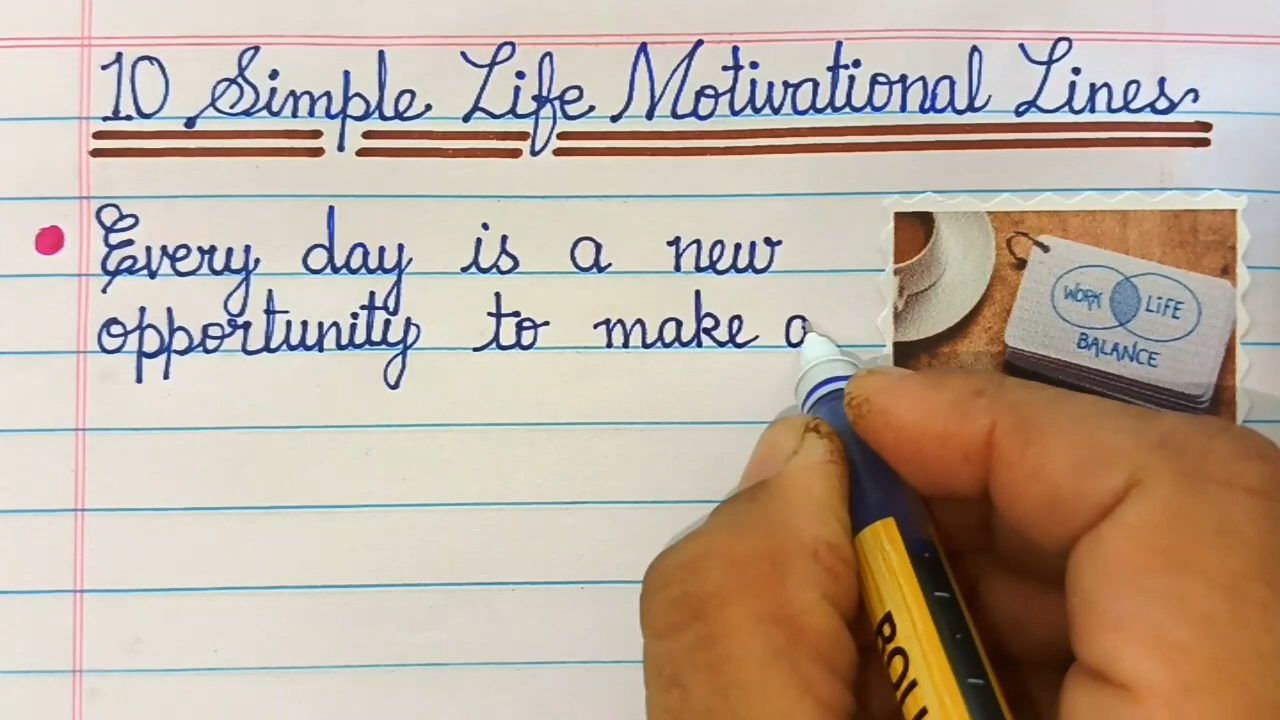 10 Simple Life Motivational Lines
Every day is a new
opportunity to make a
WORK LIFE
BALANCE